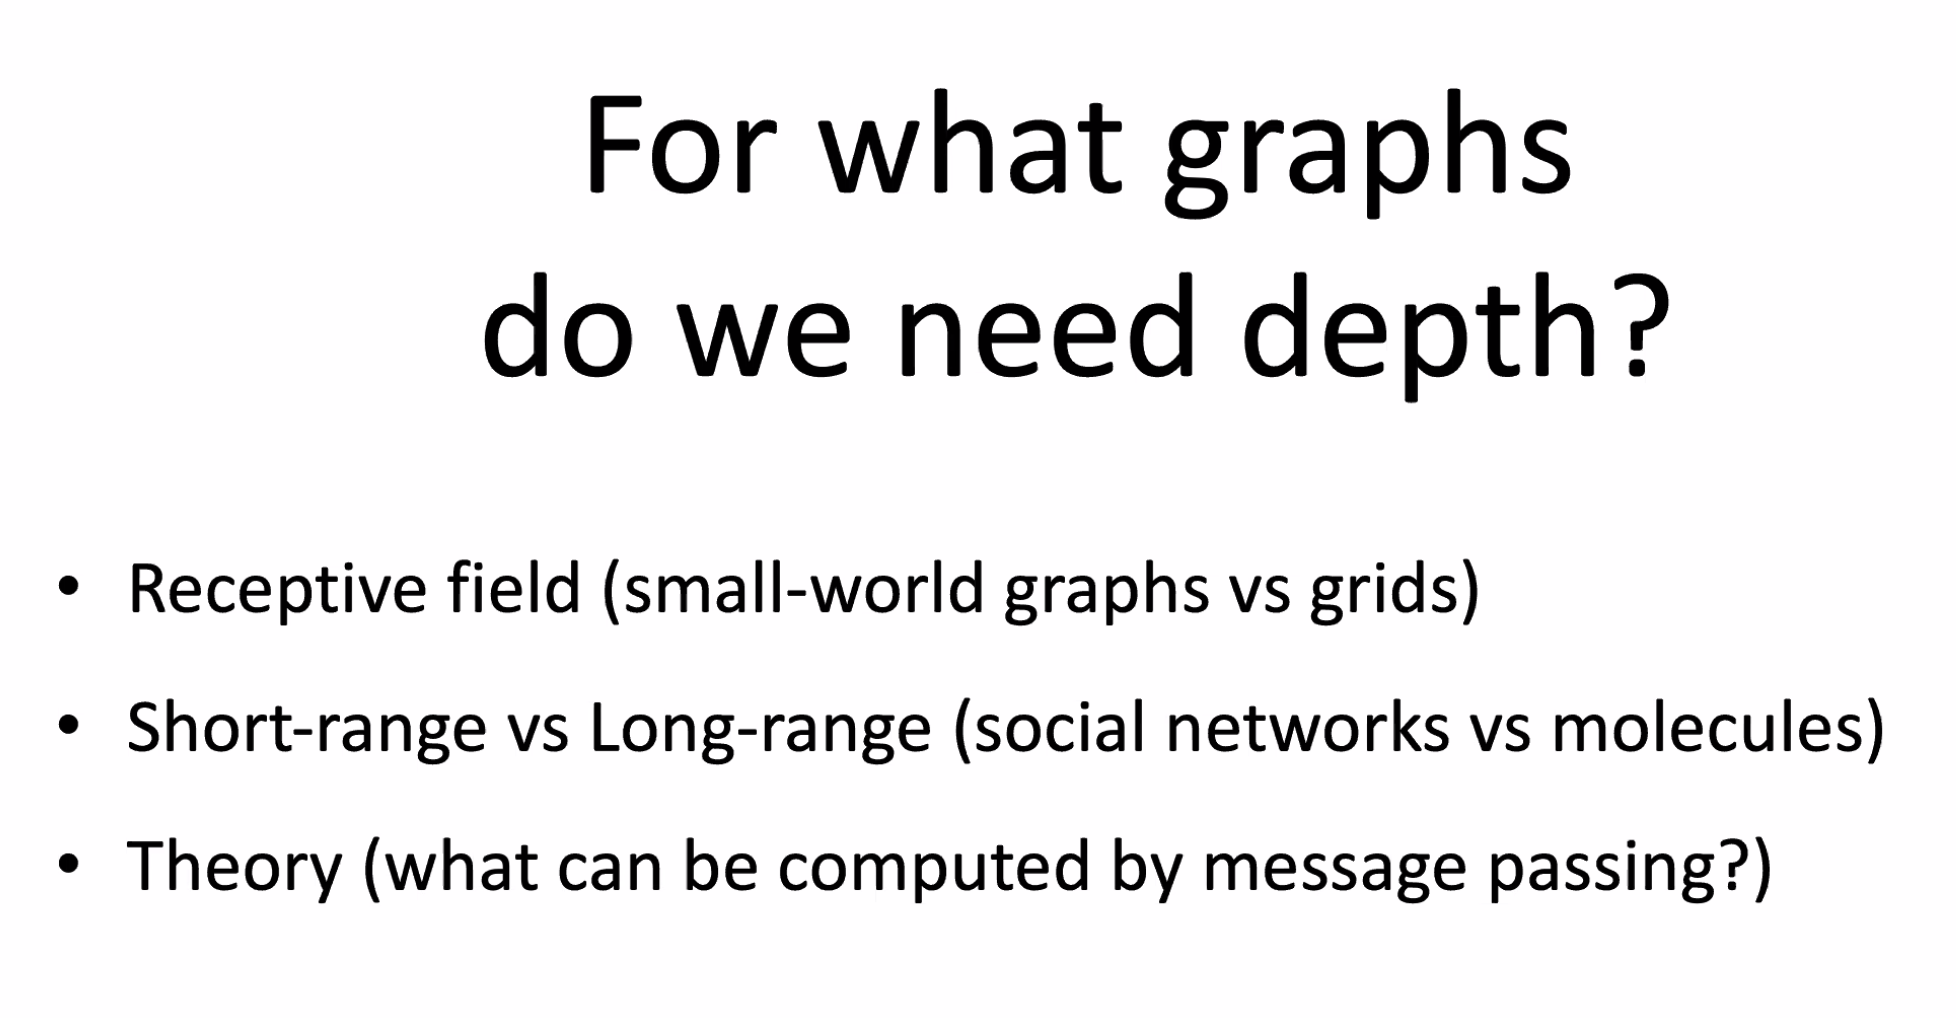 For what graphs
do we need depth?
• Receptive field (small-world graphs vs grids)
• Short-range vs Long-range (social networks vs molecules)
• Theory (what can be computed by message passing?)